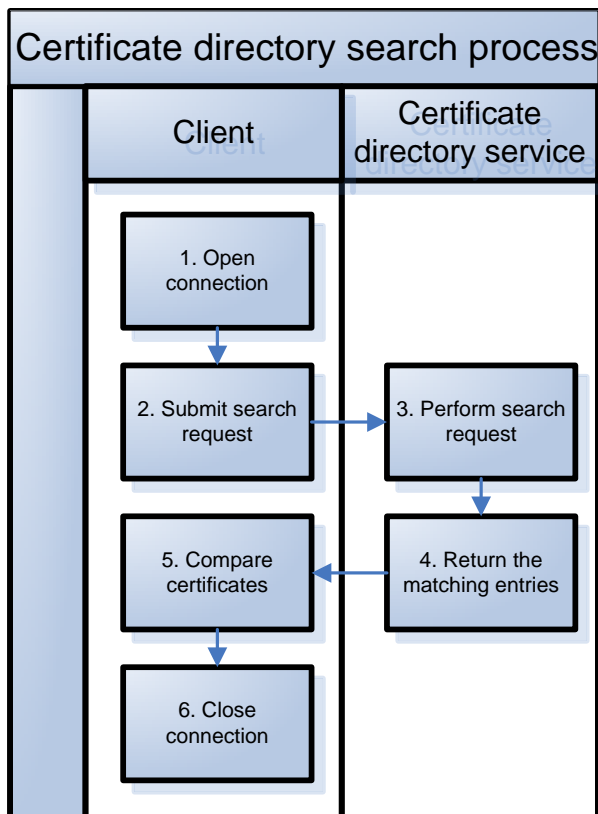 Certificate directory search process
Client
Certificate
directory service
1. Open
connection
2. Submit search
request
3. Perform search
request
5. Compare
certificates
4. Return the
matching entries
6. Close
connection